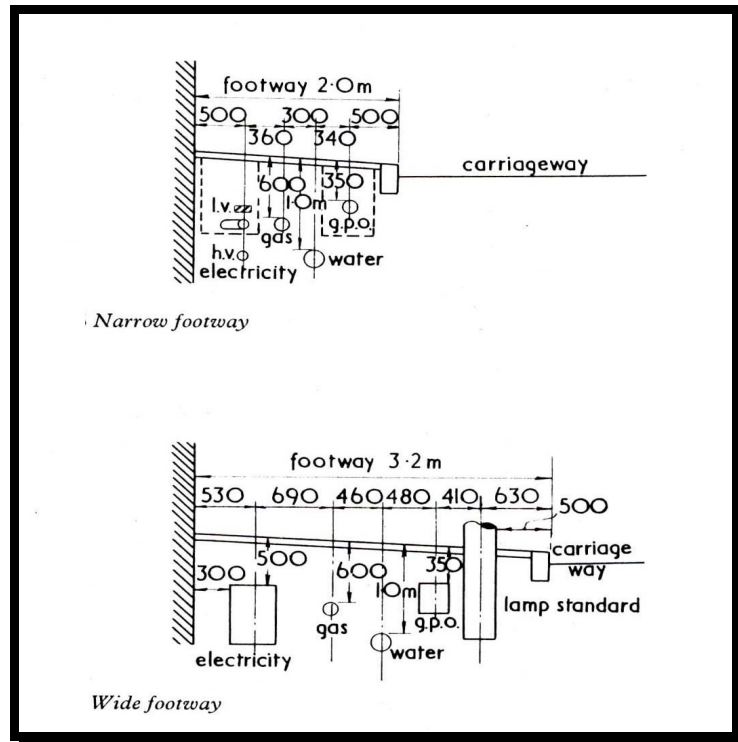 footway 2·0m
500 300 500
360 340
carriageway
600 350
1·0m
l.v.
gas g.p.o.
h.v. water
electricity
Narrow footway
footway 3·2m
530 690 460 480 410 630
500
carriage
way
500 600 350
300 1·0m
lamp standard
gas g.p.o.
electricity water
Wide footway